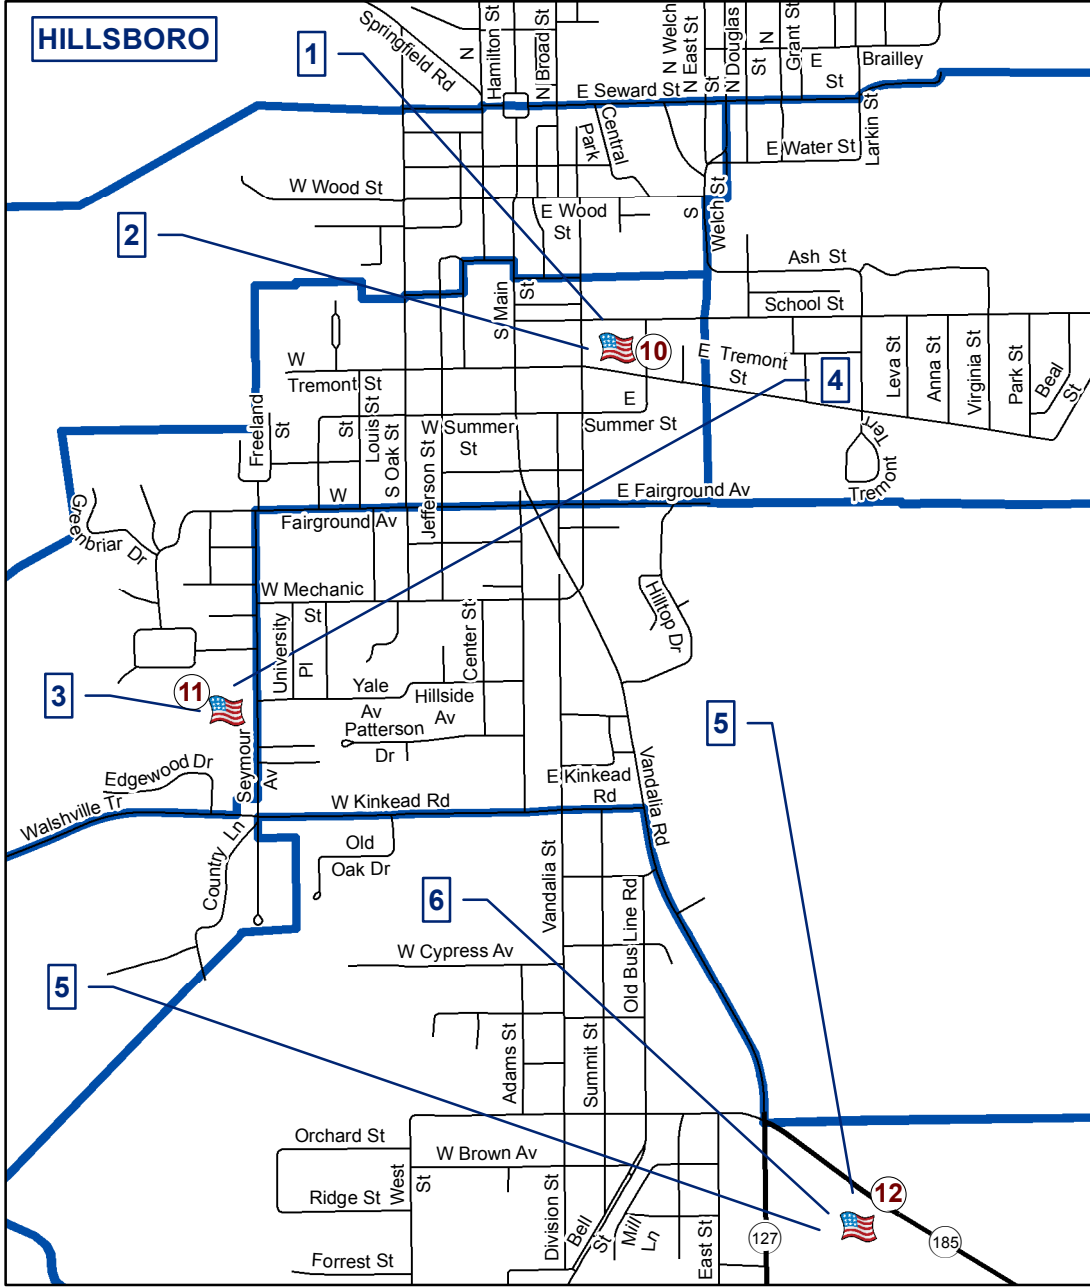 HILLSBORO
1
Springfield Rd
N
Hamilton St
N Broad St
N Welch
St
N East St
N Douglas
St
N
Grant St
E
St
Brailley
E Seward St
Central
Park
Larkin St
E Water St
W Wood St
E Wood
St
S
Welch St
2
Ash St
School St
S Main
St
10
E Tremont
St
4
W
Tremont St
Leva St
Anna St
Virginia St
Park St
Beal
St
E
Summer St
W Summer
St
Freeland
St
Louis St
St
S Oak St
Jefferson St
Terr
Tremont
W
Fairground Av
E Fairground Av
Greenbriar Dr
W Mechanic
St
University
Pl
Center St
Hilltop Dr
11
3
Yale
Av
Hillside
Av
Patterson
Dr
5
Seymour
Av
Edgewood Dr
Walshville Tr
W Kinkead Rd
E Kinkead
Rd
Vandalia Rd
Country Ln
Old
Oak Dr
6
Vandalia St
Old Bus Line Rd
W Cypress Av
5
Adams St
Summit St
Orchard St
W Brown Av
West
St
Ridge St
Division St
Bell
St
Mill
Ln
East St
Forrest St
12
127
185